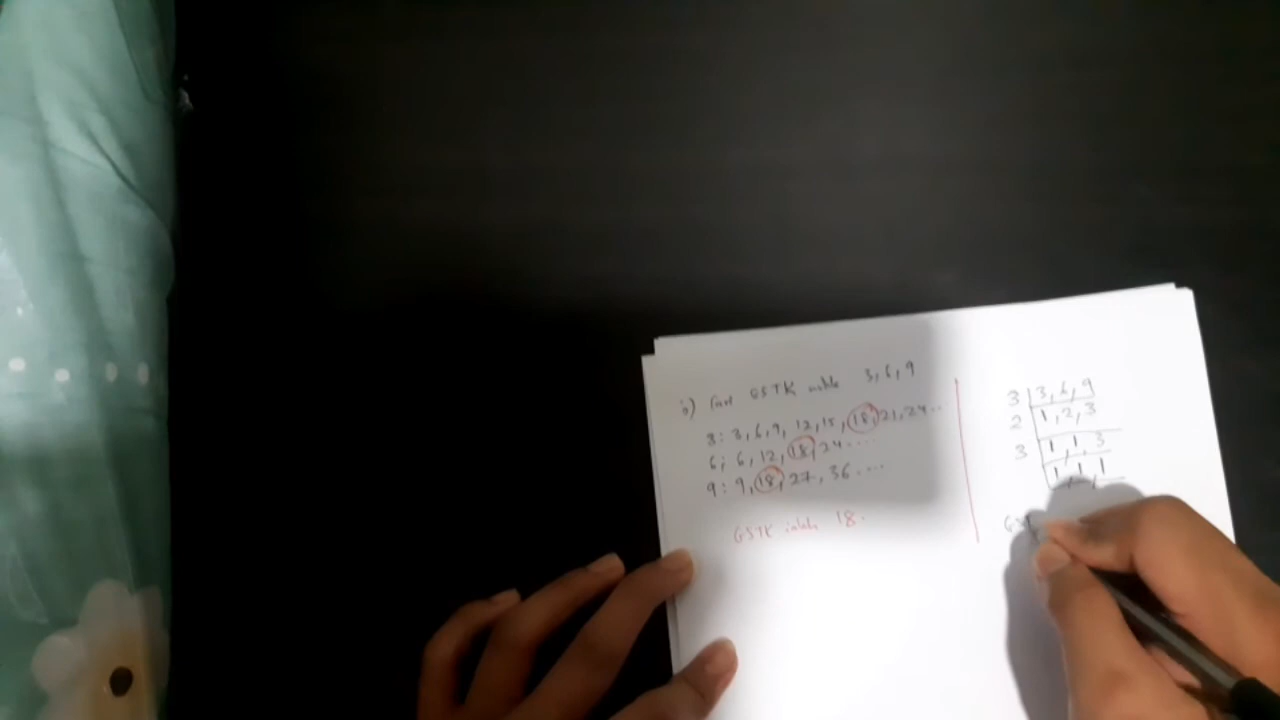 GSTK 3, 6, 9
3: 3, 6, 9, 12, 15, 18, 21, 24..
6: 6, 12, 18, 24....
9: 9, 18, 27, 36....
GSTK ialah 18.
3 3, 6, 9
2 1, 2, 3
3 1, 1, 3
1, 1, 1
GST